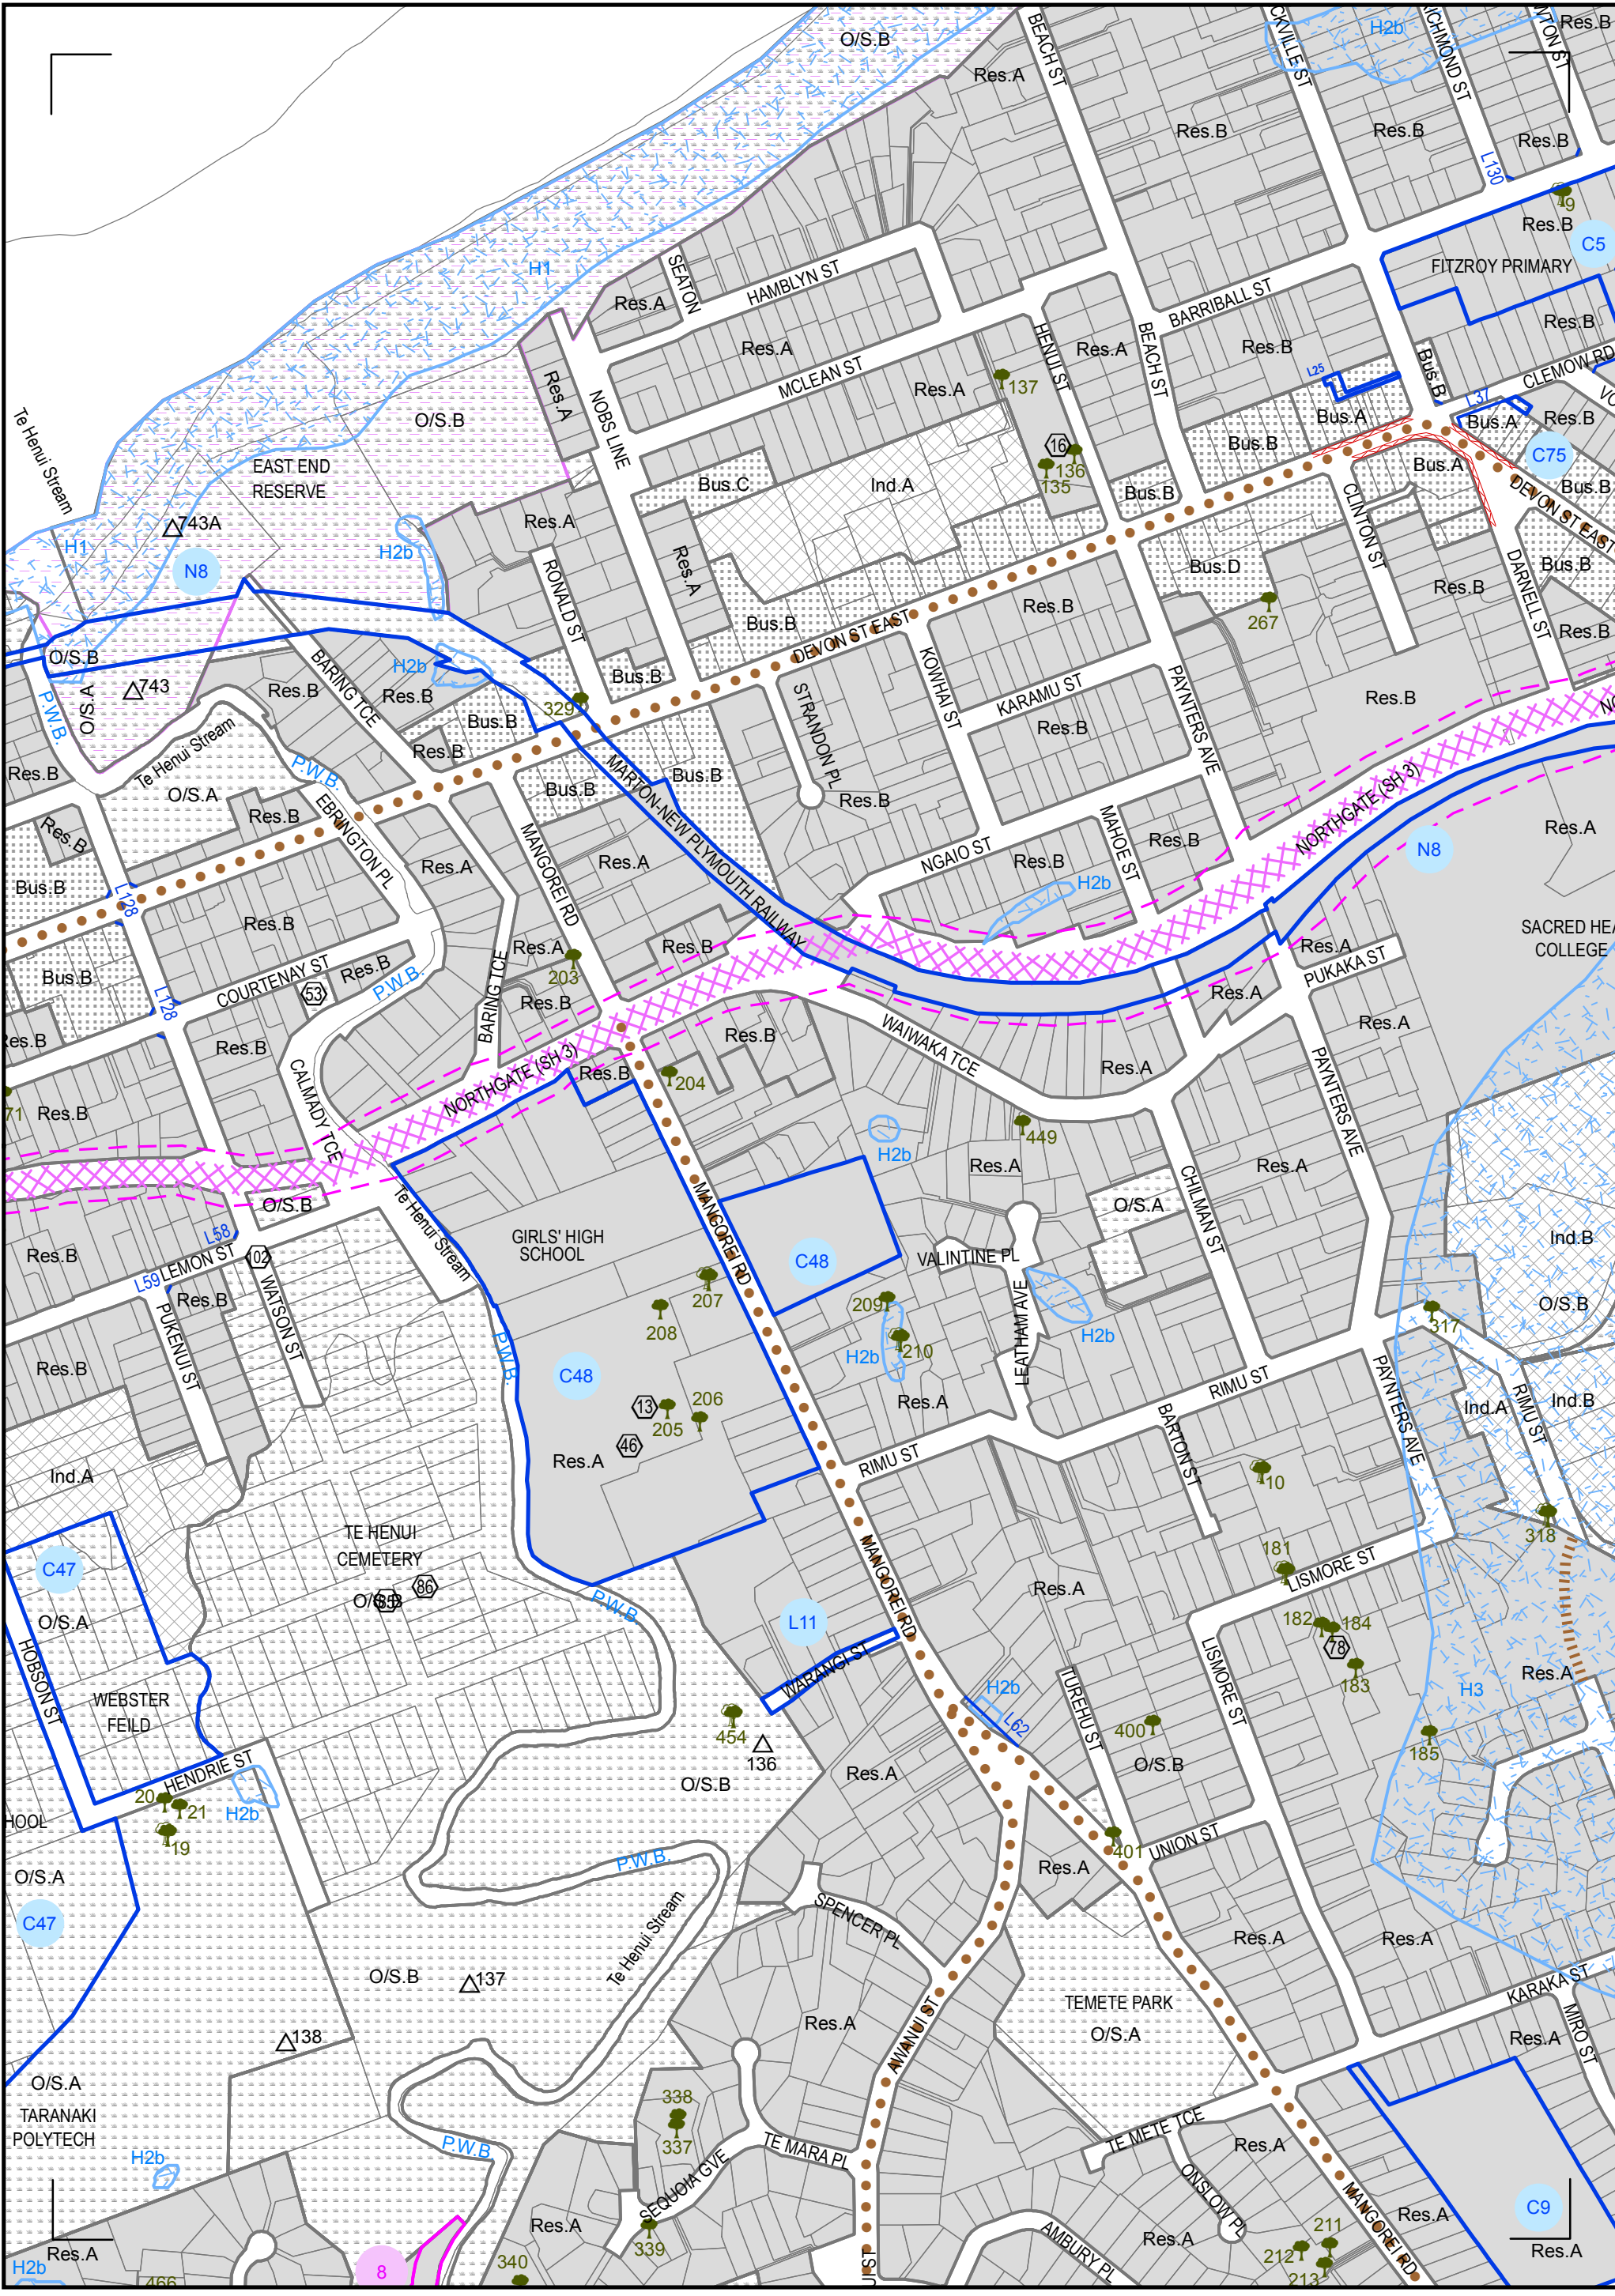 O/S.B
BEACH ST
H2b
Res.B
Res.A
Res.B
Res.B
Res.B
L130
9
Res.B
C5
FITZROY PRIMARY
H1
SEATON
HAMBLYN ST
Res.A
Res.A
MCLEAN ST
HENUI ST
Res.A
BEACH ST
BARRIBALL ST
Res.B
Res.B
Bus.B
CLEMOW RD
L25
L37
Res.A
NOBS LINE
Res.A
137
Bus.A
Bus.A
Res.B
O/S.B
Te Henui Stream
16
136
135
Bus.B
Bus.A
C75
EAST END
RESERVE
Bus.C
Ind.A
Bus.B
CLINTON ST
DEVON ST EAST
Bus.B
743A
H1
N8
H2b
Res.A
RONALD ST
Res.A
Bus.D
DARNELL ST
Bus.B
Res.B
Res.B
267
Bus.B
DEVON ST EAST
Res.B
O/S.B
O/S.A
743
P.W.B.
BARING TCE
H2b
Res.B
Res.B
Bus.B
KOWHAI ST
KARAMU ST
PAYNTERS AVE
Res.B
329
Bus.B
Res.B
STRANDON PL
Res.B
Te Henui Stream
P.W.B.
Res.B
O/S.A
Bus.B
MARTON-NEW PLYMOUTH RAILWAY
Bus.B
Res.B
NORTHGATE (SH 3)
Res.B
Res.B
EBRINGTON PL
Res.A
MANGOREI RD
Res.A
NGAIO ST
Res.B
MAHOE ST
Res.B
N8
Res.A
Bus.B
L128
Res.B
H2b
Res.A
203
Res.B
Res.A
COLLEGE
Bus.B
COURTENAY ST
53
Res.B
P.W.B.
BARING TCE
Res.B
PUKAKA ST
Res.A
L128
Res.B
Res.B
WAIWAKA TCE
Res.A
Res.A
PAYNTERS AVE
Res.B
CALMADY TCE
NORTHGATE (SH 3)
Res.B
204
H2b
449
Res.A
Res.A
O/S.B
L58
Te Henui Stream
MANGOREI RD
O/S.A
CHILMAN ST
Ind.B
Res.B
L59
LEMON ST
102
GIRLS' HIGH
SCHOOL
C48
VALINTINE PL
Res.B
WATSON ST
207
208
209
210
H2b
LEATHAM AVE
H2b
O/S.B
317
PUKENUI ST
Res.B
P.W.B.
C48
H2b
Res.A
RIMU ST
PAYNTERS AVE
Ind.A
RIMU ST
Ind.B
13
205
206
46
Res.A
RIMU ST
BARTON ST
10
Ind.A
TE HENUI
CEMETERY
O/S.B
86
C47
O/S.A
MANGOREI RD
181
LISMORE ST
318
Res.A
P.W.B
L11
WARANGI ST
182
184
78
183
HOBSON ST
WEBSTER
FEILD
LISMORE ST
Res.A
H3
H2b
L62
TUREHU ST
454
136
O/S.B
400
185
O/S.B
Res.A
HENDRIE ST
20
21
19
H2b
O/S.A
401
UNION ST
P.W.B.
Res.A
C47
Te Henui Stream
SPENCER PL
Res.A
Res.A
O/S.B
137
KARAKA ST
TEMETE PARK
O/S.A
138
Res.A
AWANUI ST
Res.A
MIRO ST
O/S.A
TARANAKI
POLYTECH
338
337
P.W.B
TE MARA PL
TE METE TCE
Res.A
H2b
SEQUOIA GVE
ONSLOW PL
MANGOREI RD
Res.A
C9
Res.A
339
Res.A
AMBURY PL
Res.A
211
212
213
Res.A
H2b
466
8
340